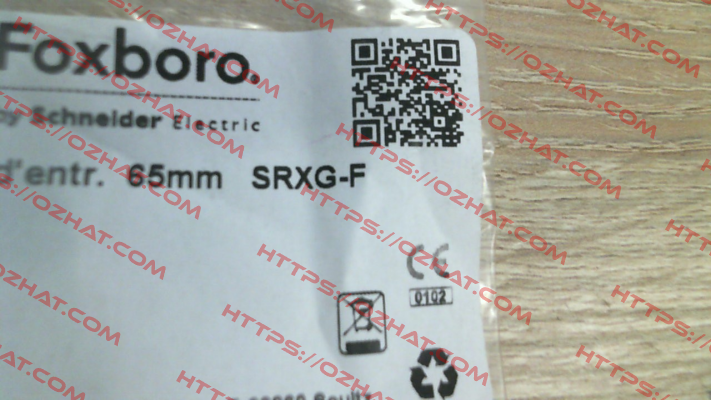 Foxboro.
by Schneider Electric
d'entr. 65mm SRXG-F
CE
0102
HTTPS://OZHAT.COM